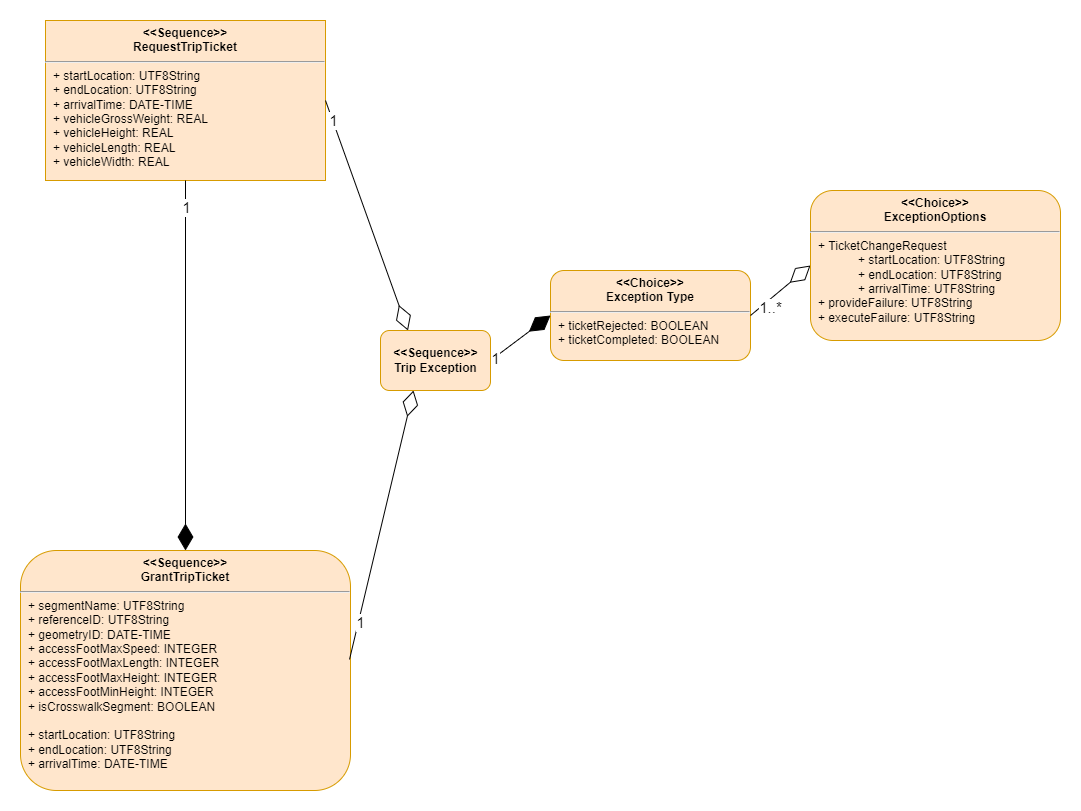 <<Sequence>>
RequestTripTicket
+ startLocation: UTF8String
+ endLocation: UTF8String
+ arrivalTime: DATE-TIME
+ vehicleGrossWeight: REAL
+ vehicleHeight: REAL
+ vehicleLength: REAL
+ vehicleWidth: REAL
1
1
<<Choice>>
ExceptionOptions
+ TicketChangeRequest
+ startLocation: UTF8String
+ endLocation: UTF8String
+ arrivalTime: UTF8String
+ provideFailure: UTF8String
+ executeFailure: UTF8String
<<Choice>>
Exception Type
+ ticketRejected: BOOLEAN
+ ticketCompleted: BOOLEAN
1..*
<<Sequence>>
Trip Exception
1
<<Sequence>>
GrantTripTicket
+ segmentName: UTF8String
+ referenceID: UTF8String
+ geometryID: DATE-TIME
+ accessFootMaxSpeed: INTEGER
+ accessFootMaxLength: INTEGER
+ accessFootMaxHeight: INTEGER
+ accessFootMinHeight: INTEGER
+ isCrosswalkSegment: BOOLEAN
+ startLocation: UTF8String
+ endLocation: UTF8String
+ arrivalTime: DATE-TIME
1